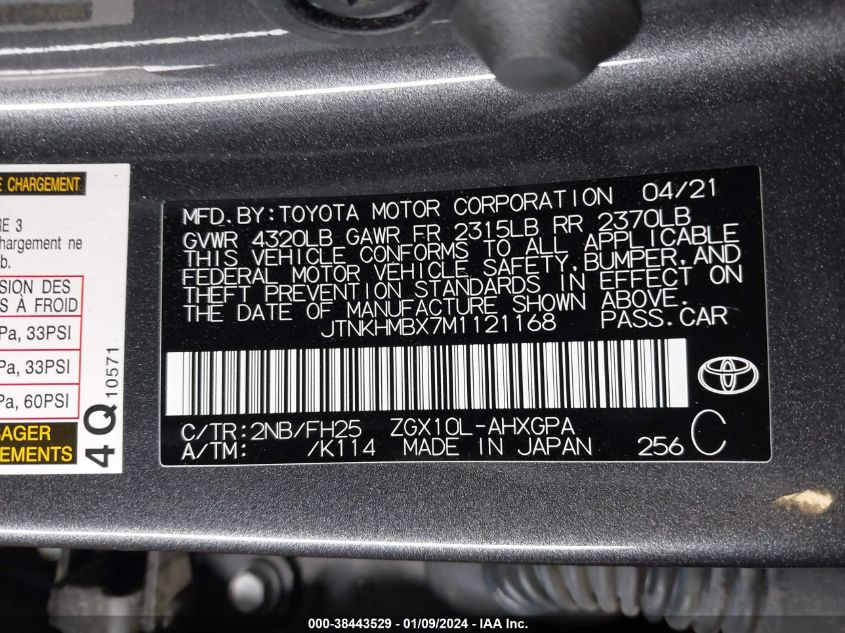 E CHARGEMENT
RE 3
chargement ne
b.
SION DES
S À FROID
Pa, 33PSI
Pa, 33PSI
Pa, 60PSI
SAGER
EMENTS
4Q 10571
MFD. BY: TOYOTA MOTOR CORPORATION 04/21
GVWR 4320LB GAWR FR 2315LB RR 2370LB
THIS VEHICLE CONFORMS TO ALL APPLICABLE
FEDERAL MOTOR VEHICLE SAFETY, BUMPER, AND
THEFT PREVENTION STANDARDS IN EFFECT ON
THE DATE OF MANUFACTURE SHOWN ABOVE.
JTNKHMBX7M1121168 PASS. CAR
C/TR: 2NB/FH25 ZGX10L-AHXGPA
A/TM: /K114 MADE IN JAPAN 256 C
000-38443529 - 01/09/2024 - IAA Inc.